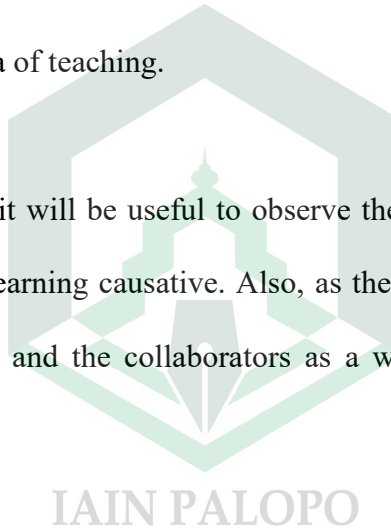 of teaching.
it will be useful to observe the
earning causative. Also, as the
and the collaborators as a w
IAIN PALOPO